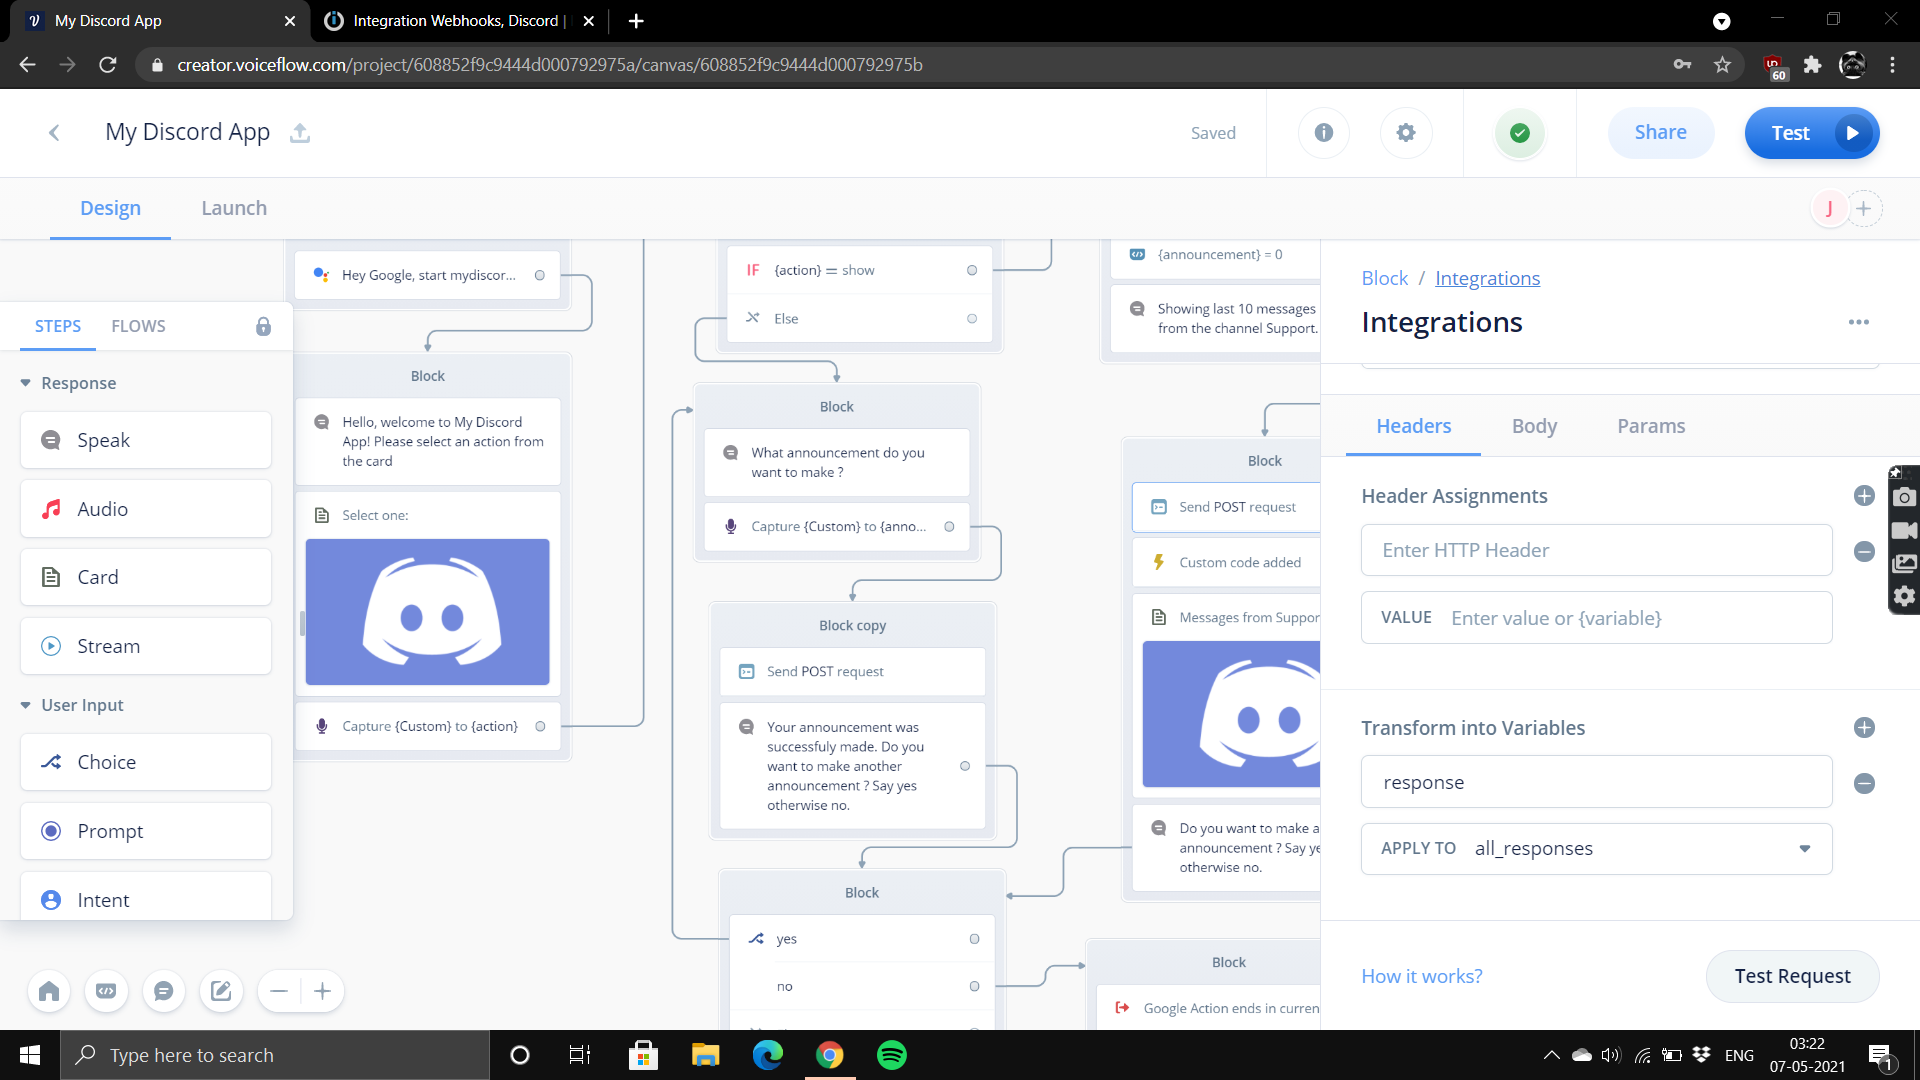 My Discord App
Integration Webhooks, Discord |
creator.voiceflow.com/project/608852f9c9444d000792975a/canvas/608852f9c9444d000792975b
60
My Discord App
Saved
Share
Test
Design
Launch
J
STEPS
FLOWS
Response
Speak
Audio
Card
Stream
User Input
Choice
Prompt
Intent
Hey Google, start mydiscor...
Block
Hello, welcome to My Discord
App! Please select an action from
the card
Select one:
Capture {Custom} to {action}
IF {action} = show
Else
Block
What announcement do you
want to make ?
Capture {Custom} to {anno...
Block copy
Send POST request
Your announcement was
successfuly made. Do you
want to make another
announcement ? Say yes
otherwise no.
Block
yes
no
{announcement} = 0
Showing last 10 messages
from the channel Support.
Block
Send POST request
Custom code added
Messages from Suppor
Do you want to make a
announcement ? Say ye
otherwise no.
Block
Google Action ends in curren
Block / Integrations
Integrations
Headers
Body
Params
Header Assignments
Enter HTTP Header
VALUE Enter value or {variable}
Transform into Variables
response
APPLY TO all_responses
How it works?
Test Request
Type here to search
ENG
03:22
07-05-2021
1